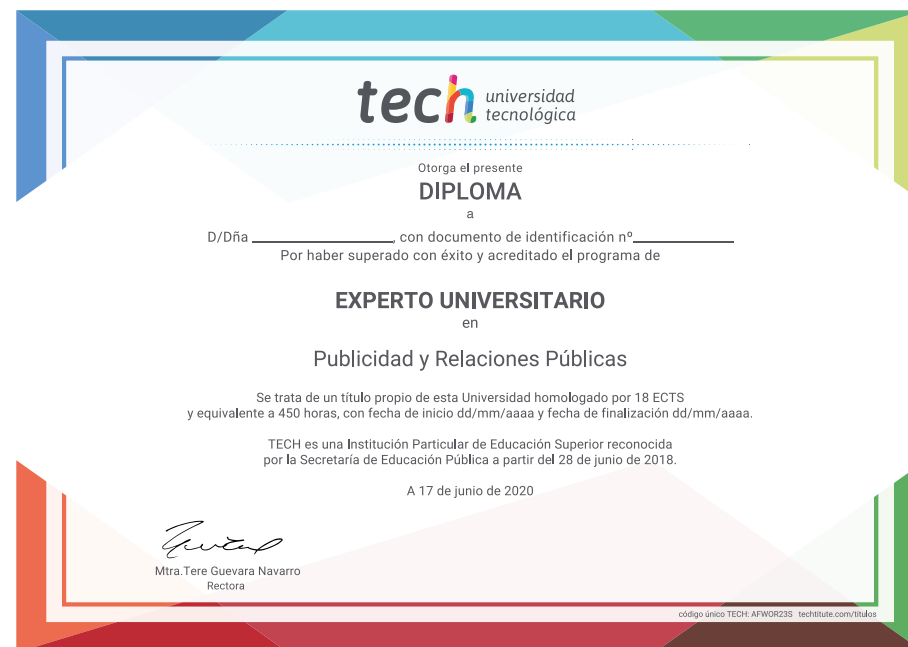 tech universidad
tecnológica
Otorga el presente
DIPLOMA
a
D/Dña ____________________, con documento de identificación nº______________
Por haber superado con éxito y acreditado el programa de
EXPERTO UNIVERSITARIO
en
Publicidad y Relaciones Públicas
Se trata de un título propio de esta Universidad homologado por 18 ECTS
y equivalente a 450 horas, con fecha de inicio dd/mm/aaaa y fecha de finalización dd/mm/aaaa.
TECH es una Institución Particular de Educación Superior reconocida
por la Secretaría de Educación Pública a partir del 28 de junio de 2018.
A 17 de junio de 2020
Mtra.Tere Guevara Navarro
Rectora
código único TECH: AFWOR23S techtitute.com/titulos